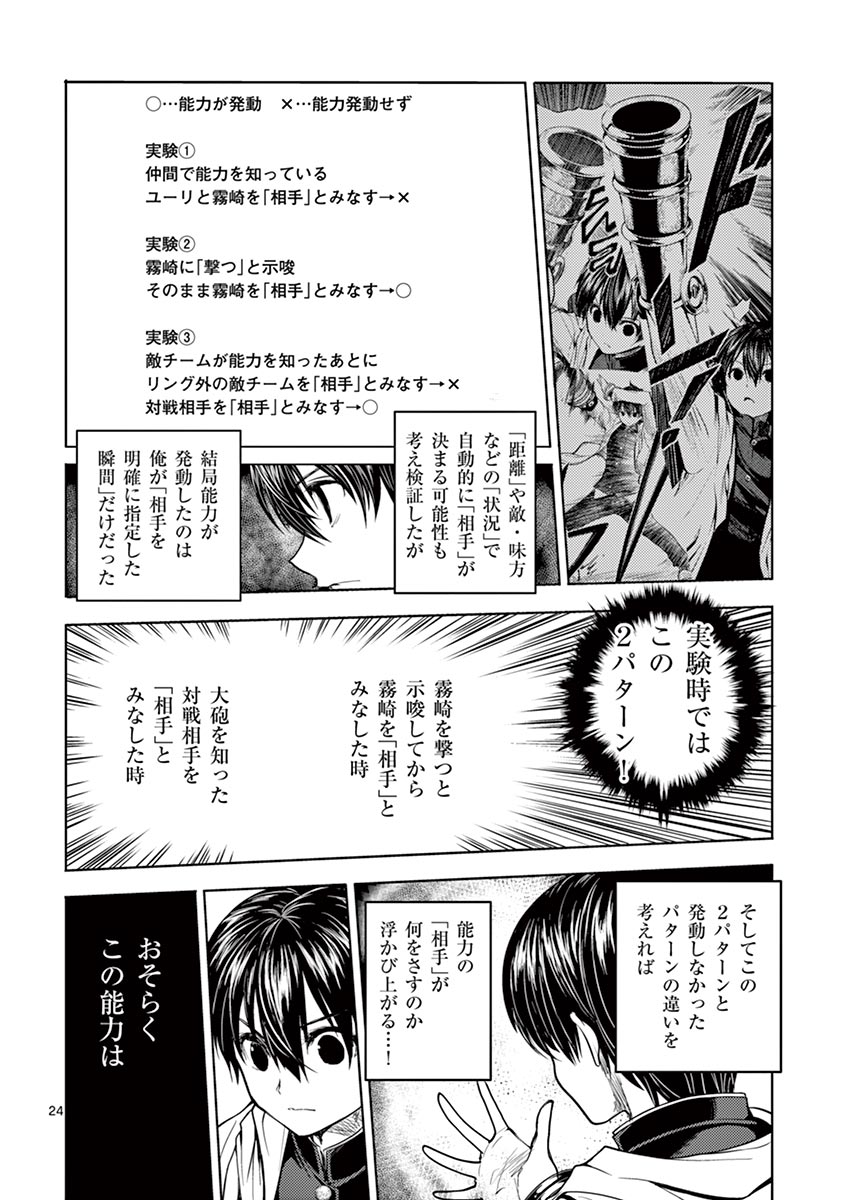 ○…能力が発動　×…能力発動せず
実験①
仲間で能力を知っている
ユーリと霧崎を「相手」とみなす→×
実験②
霧崎に「撃つ」と示唆
そのまま霧崎を「相手」とみなす→○
実験③
敵チームが能力を知ったあとに
リング外の敵チームを「相手」とみなす→×
対戦相手を「相手」とみなす→○
「距離」や敵・味方
などの「状況」で
自動的に「相手」が
決まる可能性も
考え検証したが
結局能力が
発動したのは
俺が「相手を
明確に指定した
瞬間」だけだった
実験時では
この
2パターン！
霧崎を撃つと
示唆してから
霧崎を「相手」と
みなした時
大砲を知った
対戦相手を
「相手」と
みなした時
そしてこの
2パターンと
発動しなかった
パターンの違いを
考えれば
能力の
「相手」が
何をさすのか
浮かび上がる…！
おそらく
この能力は
24